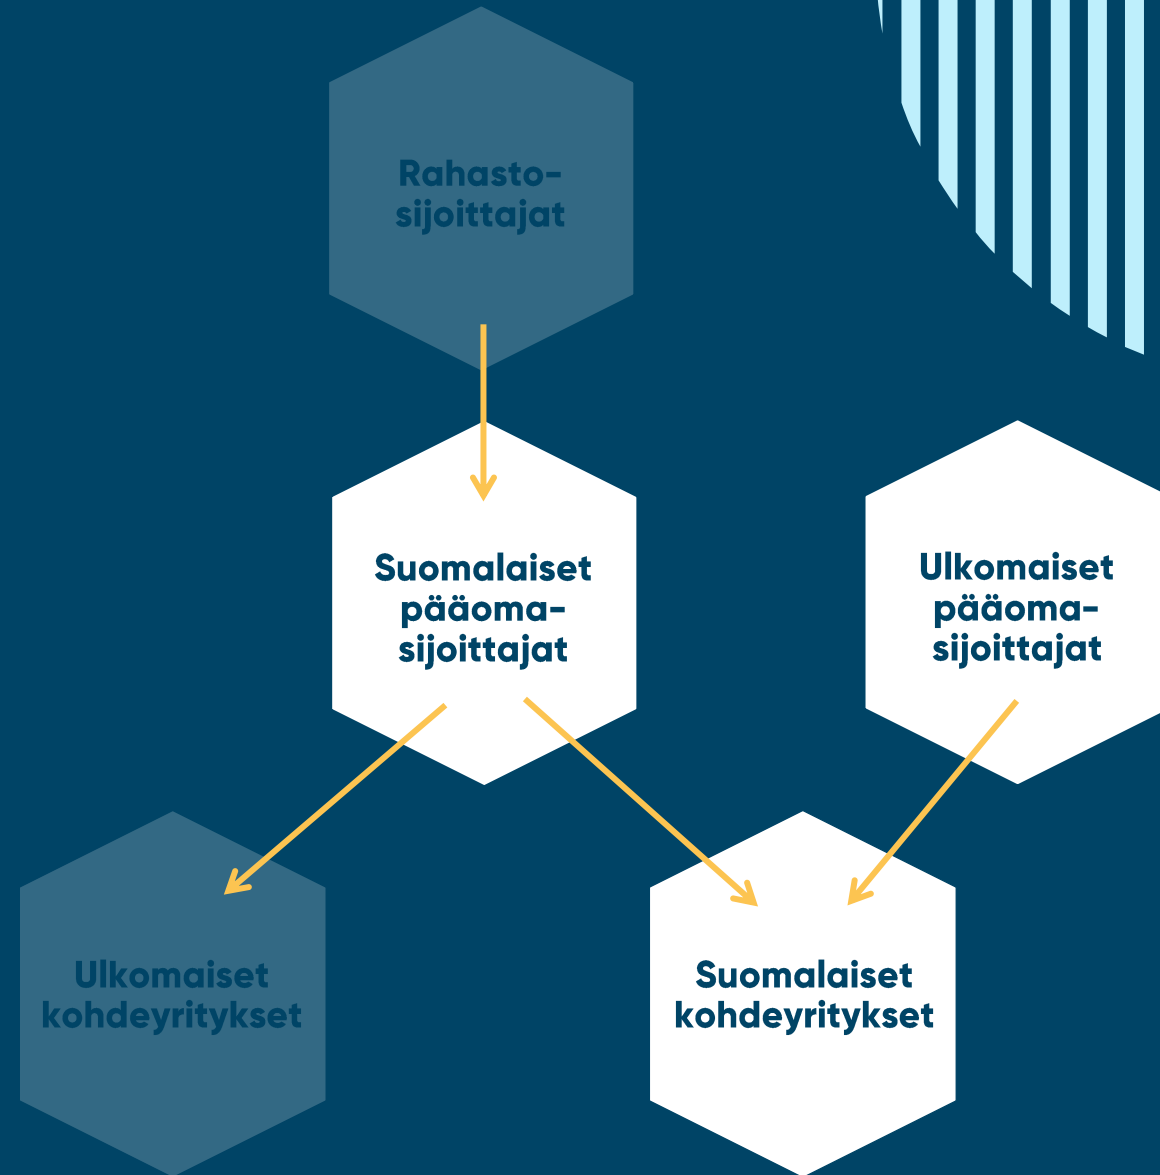 Rahasto-
sijoittajat
Suomalaiset
pääoma-
sijoittajat
Ulkomaiset
pääoma-
sijoittajat
Ulkomaiset
kohdeyritykset
Suomalaiset
kohdeyritykset